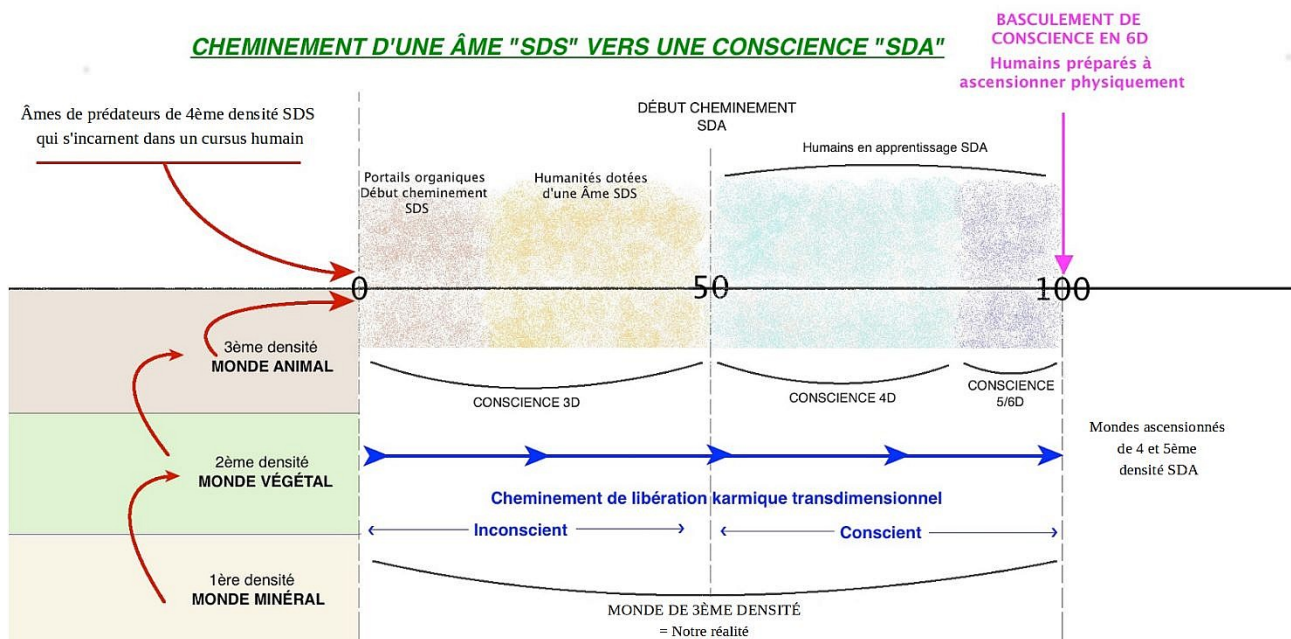 CHEMINEMENT D'UNE ÂME "SDS" VERS UNE CONSCIENCE "SDA"
BASCULEMENT DE
CONSCIENCE EN 6D
Humains préparés à
ascensionner physiquement
Âmes de prédateurs de 4ème densité SDS
qui s'incarnent dans un cursus humain
DÉBUT CHEMINEMENT
SDA
Humains en apprentissage SDA
Portails organiques
Début cheminement
SDS
Humanités dotées
d'une Âme SDS
0
50
100
3ème densité
MONDE ANIMAL
CONSCIENCE 3D
CONSCIENCE 4D
CONSCIENCE
5/6D
Mondes ascensionnés
de 4 et 5ème
densité SDA
2ème densité
MONDE VÉGÉTAL
Cheminement de libération karmique transdimensionnel
Inconscient
Conscient
1ère densité
MONDE MINÉRAL
MONDE DE 3ÈME DENSITÉ
= Notre réalité